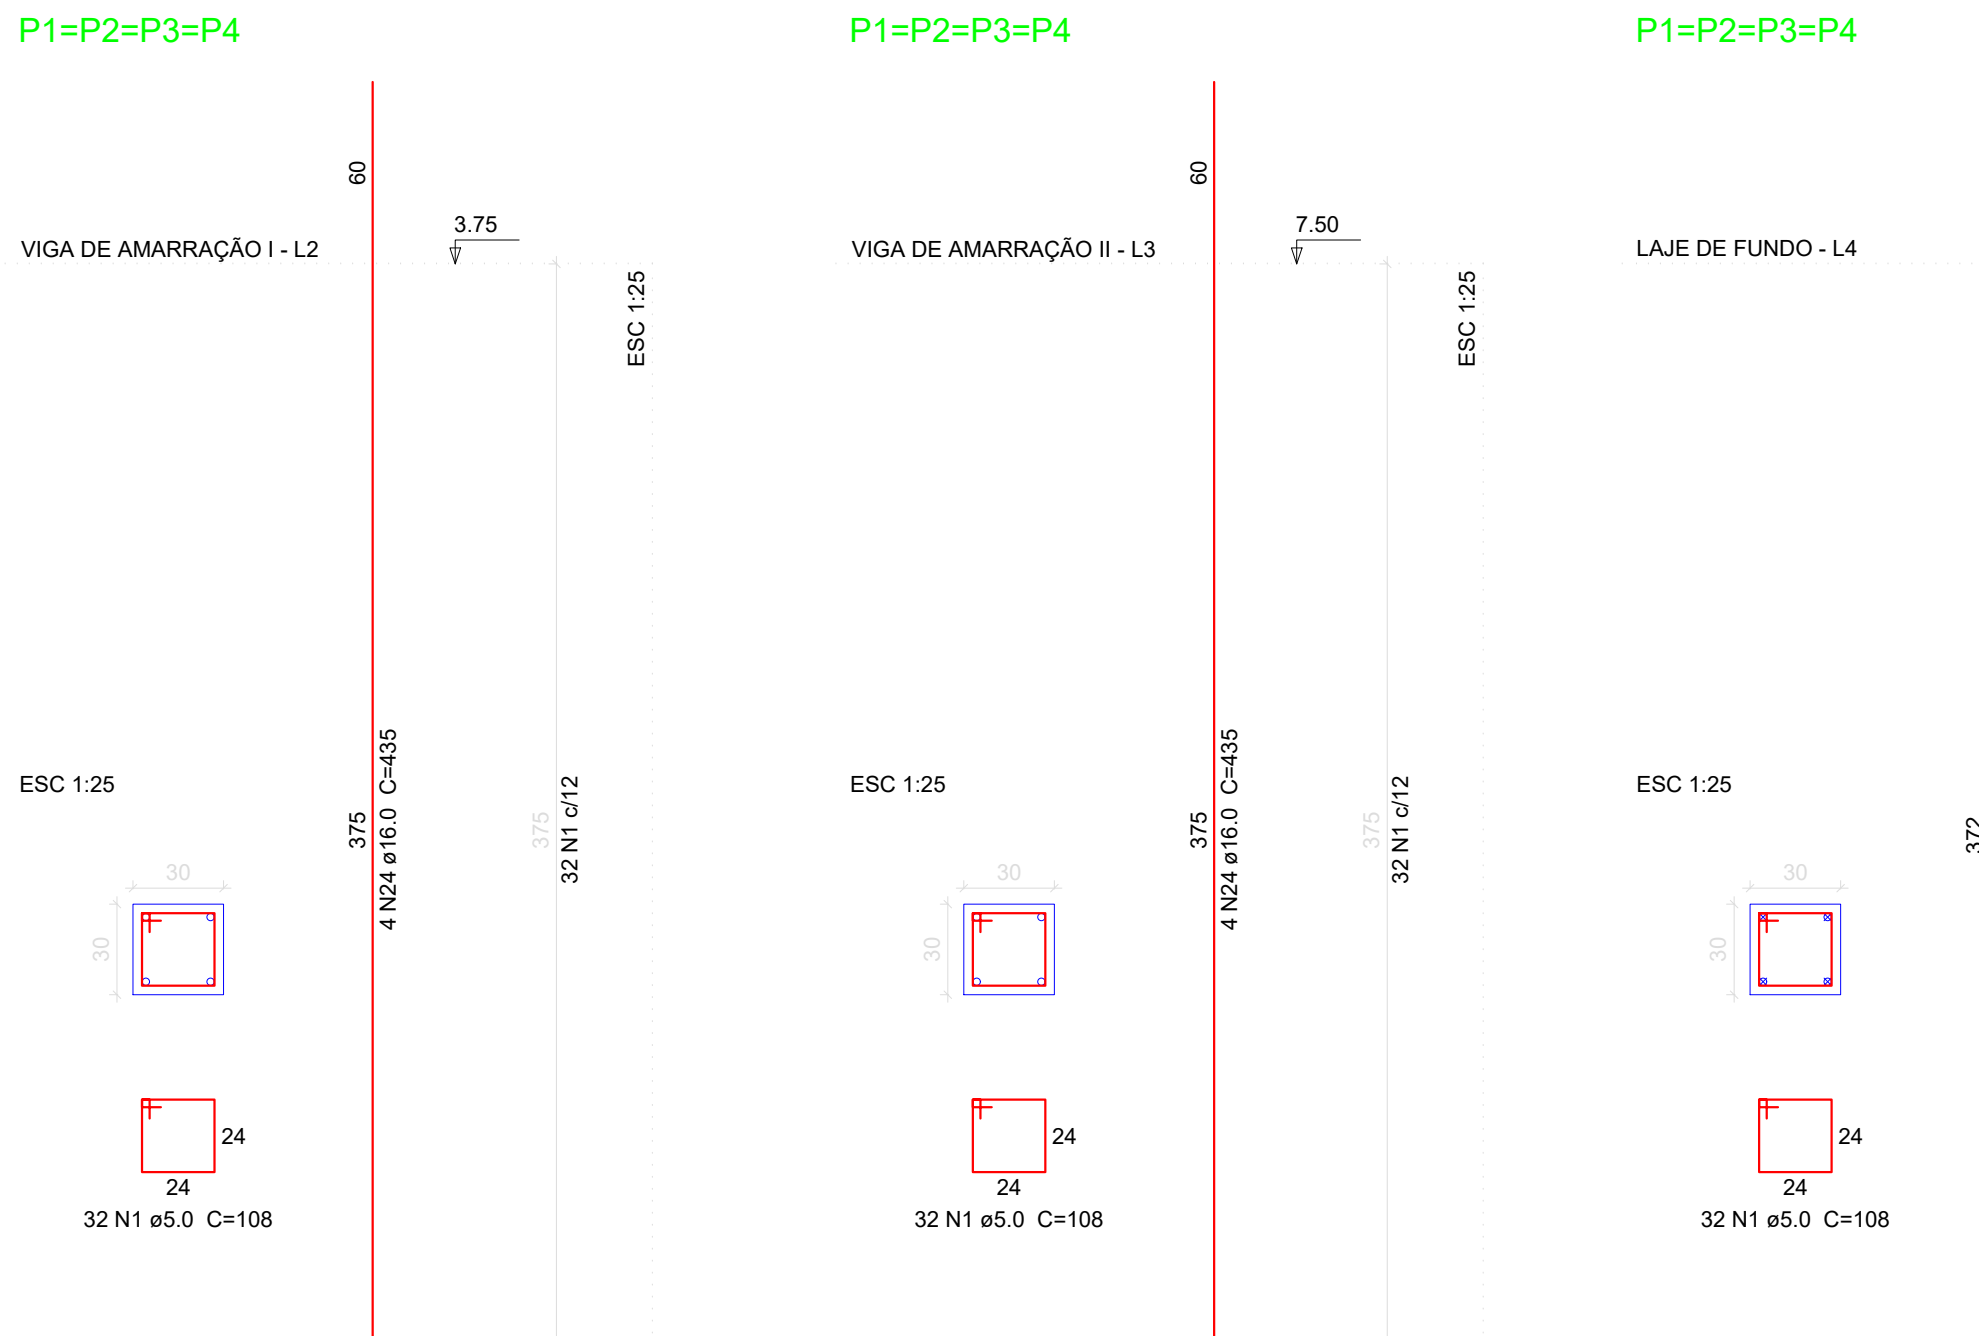 P1=P2=P3=P4
60
3.75
VIGA DE AMARRAÇÃO I - L2
ESC 1:25
ESC 1:25
375
4 N24 ø16.0 C=435
375
32 N1 c/12
30
30
24
24
32 N1 ø5.0 C=108
P1=P2=P3=P4
60
7.50
VIGA DE AMARRAÇÃO II - L3
ESC 1:25
ESC 1:25
375
4 N24 ø16.0 C=435
375
32 N1 c/12
30
30
24
24
32 N1 ø5.0 C=108
P1=P2=P3=P4
LAJE DE FUNDO - L4
ESC 1:25
372
30
30
24
24
32 N1 ø5.0 C=108